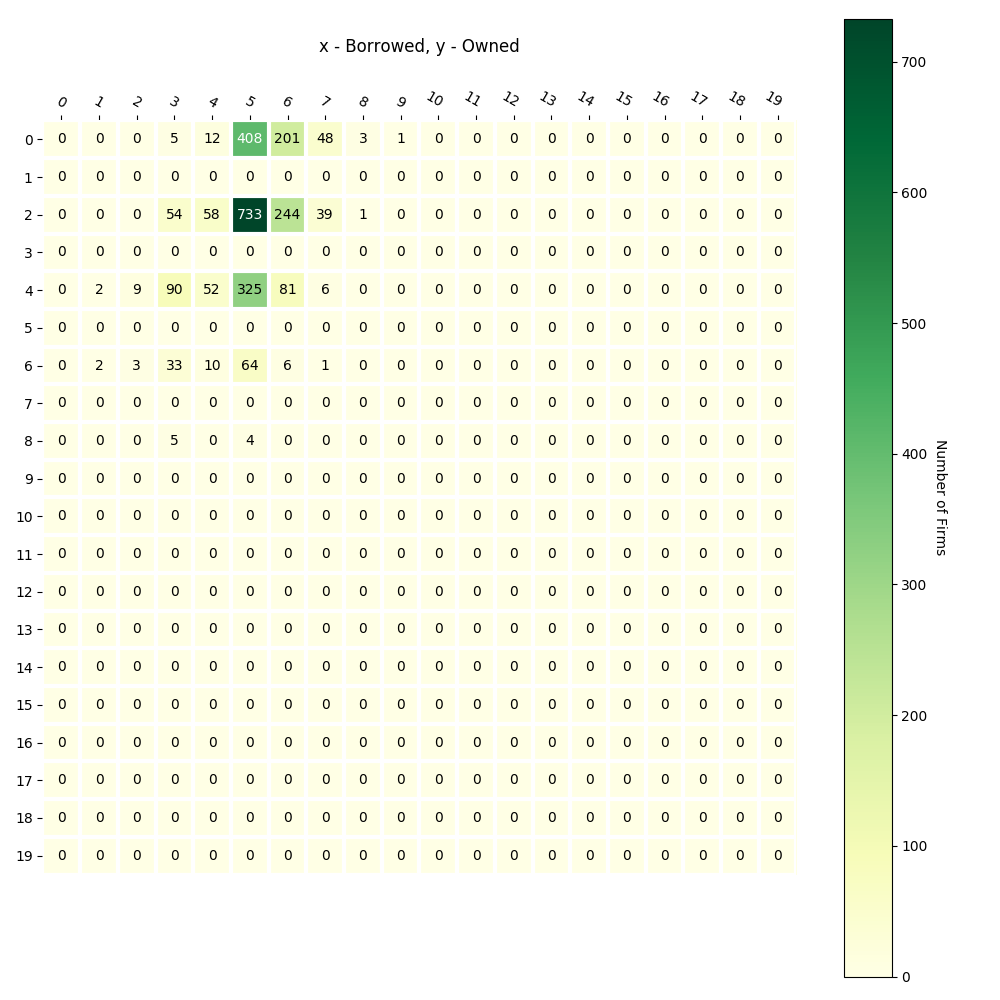 x - Borrowed, y - Owned
0 1 2 3 4 5 6 7 8 9 10 11 12 13 14 15 16 17 18 19
0 0 0 0 5 12 408 201 48 3 1 0 0 0 0 0 0 0 0 0 0
1 0 0 0 0 0 0 0 0 0 0 0 0 0 0 0 0 0 0 0 0
2 0 0 0 54 58 733 244 39 1 0 0 0 0 0 0 0 0 0 0 0
3 0 0 0 0 0 0 0 0 0 0 0 0 0 0 0 0 0 0 0 0
4 0 2 9 90 52 325 81 6 0 0 0 0 0 0 0 0 0 0 0 0
5 0 0 0 0 0 0 0 0 0 0 0 0 0 0 0 0 0 0 0 0
6 0 2 3 33 10 64 6 1 0 0 0 0 0 0 0 0 0 0 0 0
7 0 0 0 0 0 0 0 0 0 0 0 0 0 0 0 0 0 0 0 0
8 0 0 0 5 0 4 0 0 0 0 0 0 0 0 0 0 0 0 0 0
9 0 0 0 0 0 0 0 0 0 0 0 0 0 0 0 0 0 0 0 0
10 0 0 0 0 0 0 0 0 0 0 0 0 0 0 0 0 0 0 0 0
11 0 0 0 0 0 0 0 0 0 0 0 0 0 0 0 0 0 0 0 0
12 0 0 0 0 0 0 0 0 0 0 0 0 0 0 0 0 0 0 0 0
13 0 0 0 0 0 0 0 0 0 0 0 0 0 0 0 0 0 0 0 0
14 0 0 0 0 0 0 0 0 0 0 0 0 0 0 0 0 0 0 0 0
15 0 0 0 0 0 0 0 0 0 0 0 0 0 0 0 0 0 0 0 0
16 0 0 0 0 0 0 0 0 0 0 0 0 0 0 0 0 0 0 0 0
17 0 0 0 0 0 0 0 0 0 0 0 0 0 0 0 0 0 0 0 0
18 0 0 0 0 0 0 0 0 0 0 0 0 0 0 0 0 0 0 0 0
19 0 0 0 0 0 0 0 0 0 0 0 0 0 0 0 0 0 0 0 0
700
600
500
400
300
200
100
0
Number of Firms